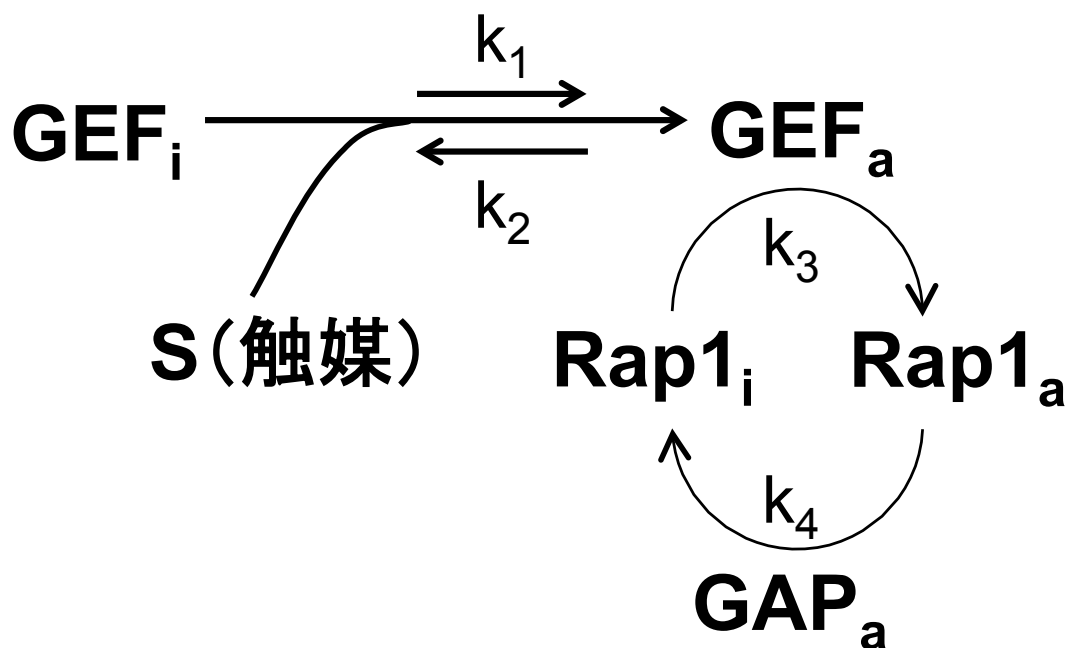 k1
GEFi
GEFa
k2
k3
S(触媒)
Rap1i
Rap1a
k4
GAPa